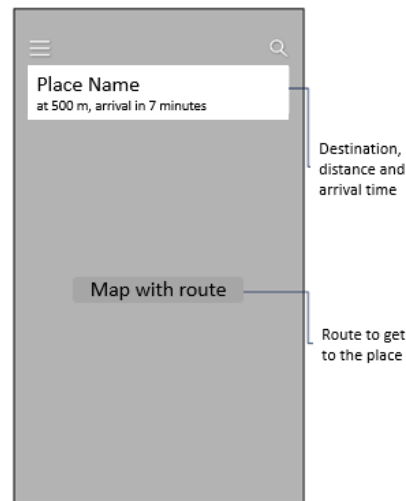 Place Name
at 500 m, arrival in 7 minutes
Destination,
distance and
arrival time
Map with route
Route to get
to the place